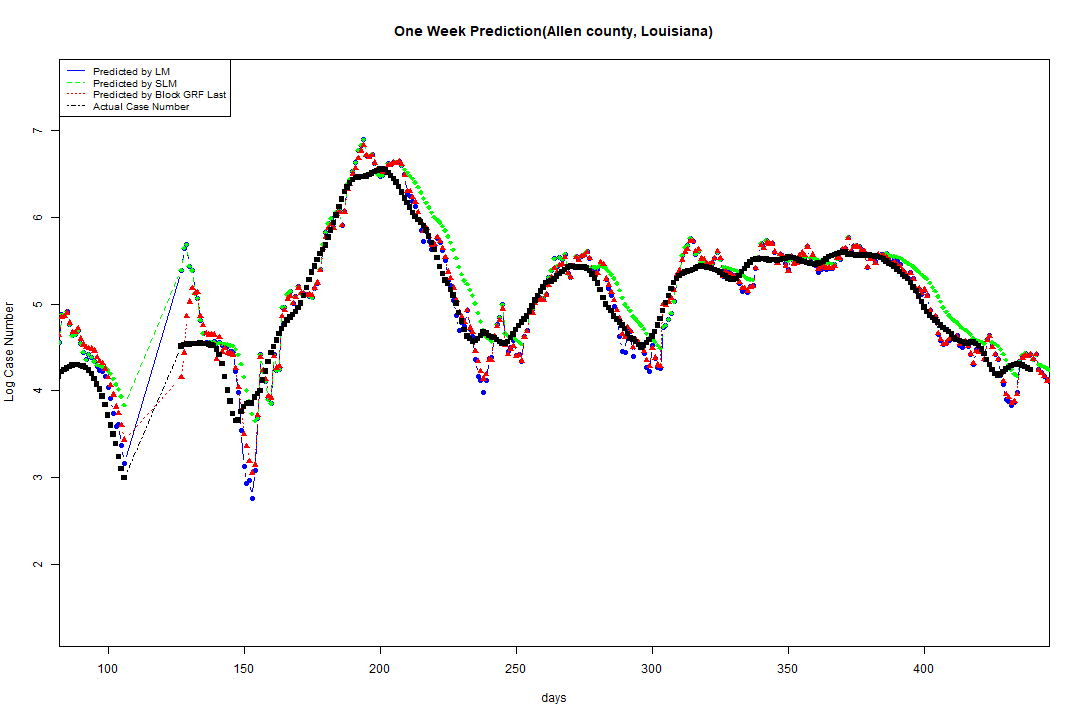 One Week Prediction(Allen county, Louisiana)
Predicted by LM
Predicted by SLM
Predicted by Block GRF Last
Actual Case Number
Log Case Number
7
6
5
4
3
2
100 150 200 250 300 350 400
days